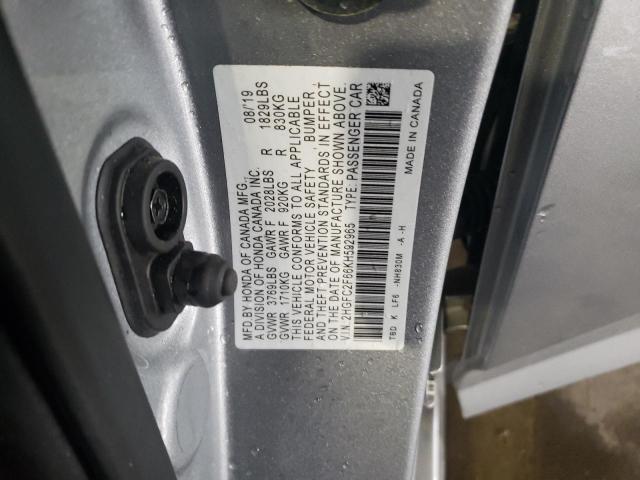 MFD.BY HONDA OF CANADA MFG. 08/19
A DIVISION OF HONDA CANADA INC.
GVWR 3769LBS GAWR F 2028LBS R 1829LBS
GVWR 1710KG GAWR F 920KG R 830KG
THIS VEHICLE CONFORMS TO ALL APPLICABLE
FEDERAL MOTOR VEHICLE SAFETY , BUMPER ,
AND THEFT PREVENTION STANDARDS IN EFFECT
ON THE DATE OF MANUFACTURE SHOWN ABOVE.
V.I.N. 2HGFC2F66KH592965 TYPE: PASSENGER CAR
TBD K LF6 -NH830M -A -H MADE IN CANADA